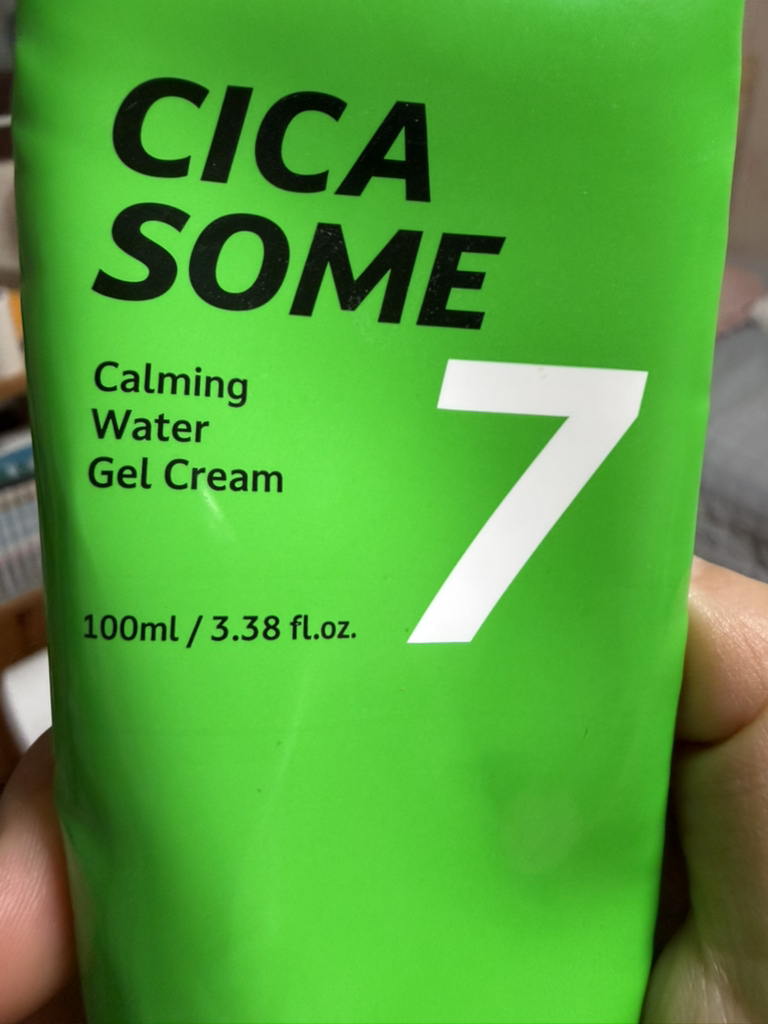 CICA
SOME
7
Calming
Water
Gel Cream
100ml / 3.38 fl.oz.